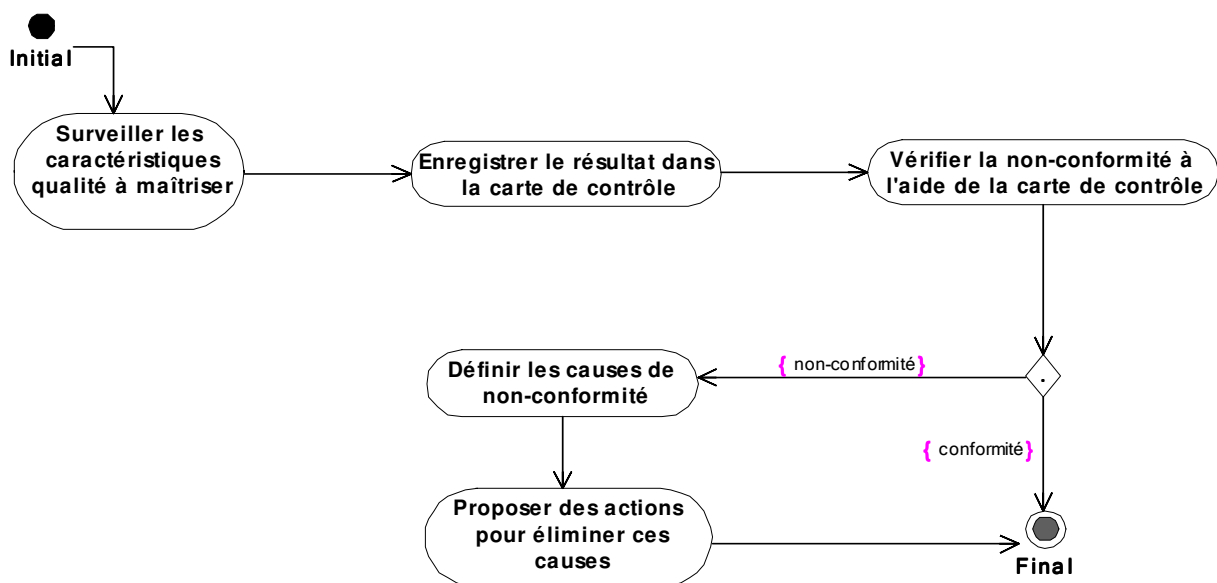 Initial
Surveiller les
caractéristiques
qualité à maîtriser
Enregistrer le résultat dans
la carte de contrôle
Vérifier la non-conformité à
l'aide de la carte de contrôle
Définir les causes de
non-conformité
{ non-conformité }
{ conformité }
Proposer des actions
pour éliminer ces
causes
Final